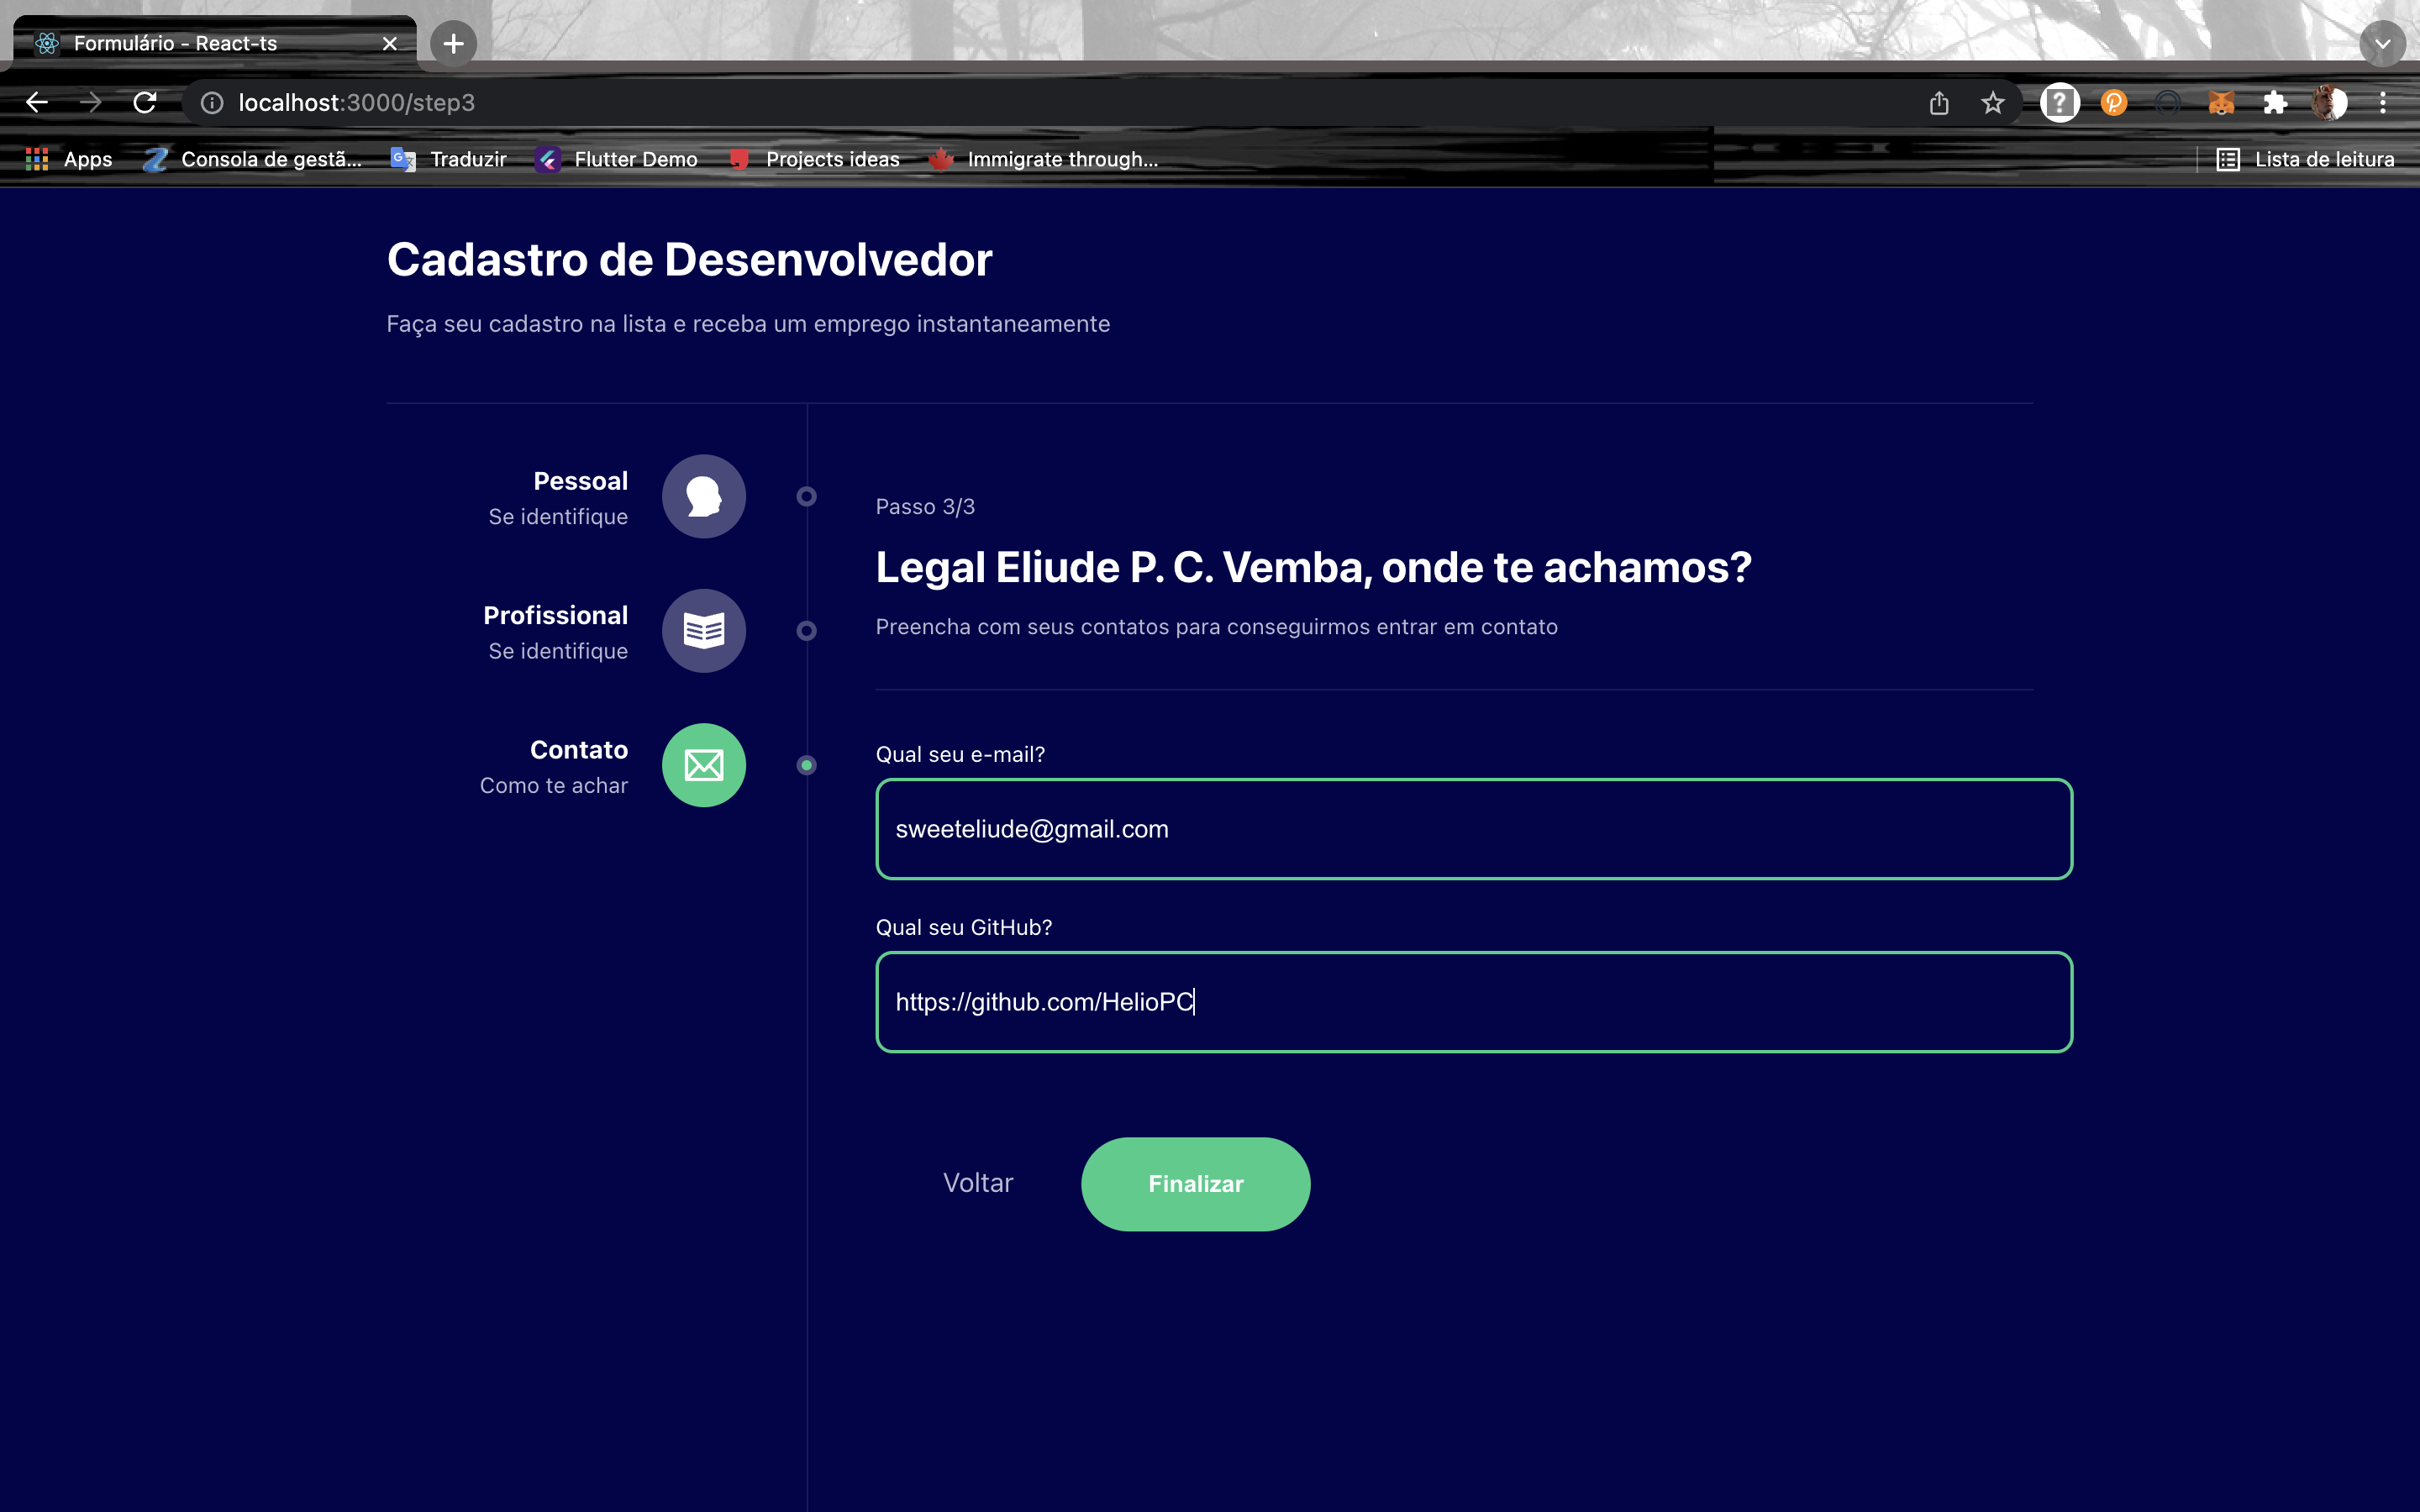 Formulário - React-ts
localhost:3000/step3
Apps
Consola de gestã...
Traduzir
Flutter Demo
Projects ideas
Immigrate through...
Lista de leitura
Cadastro de Desenvolvedor
Faça seu cadastro na lista e receba um emprego instantaneamente
Pessoal
Se identifique
Profissional
Se identifique
Contato
Como te achar
Passo 3/3
Legal Eliude P. C. Vemba, onde te achamos?
Preencha com seus contatos para conseguirmos entrar em contato
Qual seu e-mail?
sweeteliude@gmail.com
Qual seu GitHub?
https://github.com/HelioPC
Voltar
Finalizar